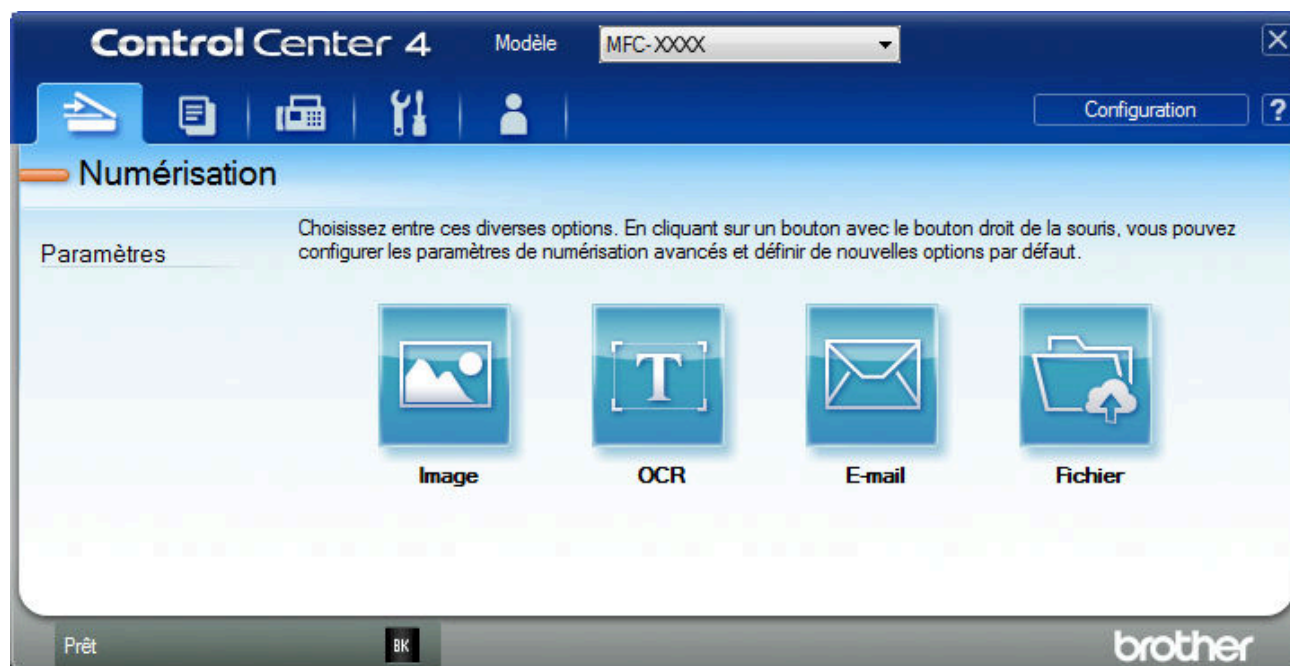 Control Center 4
Modèle
MFC-XXXX
Configuration
?
Numérisation
Paramètres
Choisissez entre ces diverses options. En cliquant sur un bouton avec le bouton droit de la souris, vous pouvez
configurer les paramètres de numérisation avancés et définir de nouvelles options par défaut.
T
Image
OCR
E-mail
Fichier
Prêt
BK
brother